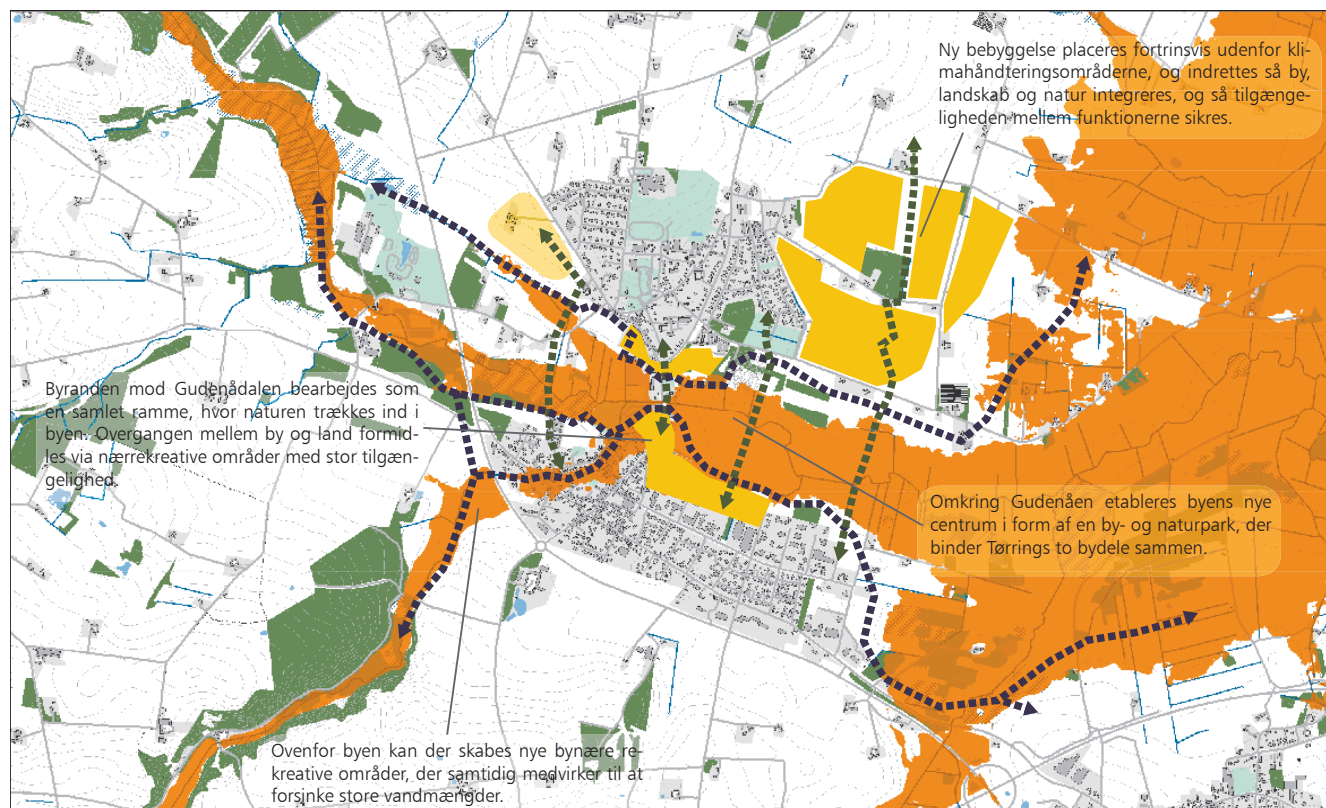 Ny bebyggelse placeres fortrinsvis udenfor kli-
mahåndteringsområderne, og indrettes så by,
landskab og natur integreres, og så tilgænge-
ligheden mellem funktionerne sikres.
Byranden mod Gudenådalen bearbejdes som
en samlet ramme, hvor naturen trækkes ind i
byen. Overgangen mellem by og land formid-
les via nærrekreative områder med stor tilgæn-
gelighed.
Omkring Gudenåen etableres byens nye
centrum i form af en by- og naturpark, der
binder Tørrings to bydele sammen.
Ovenfor byen kan der skabes nye bynære re-
kreative områder, der samtidig medvirker til at
forsinke store vandmængder.